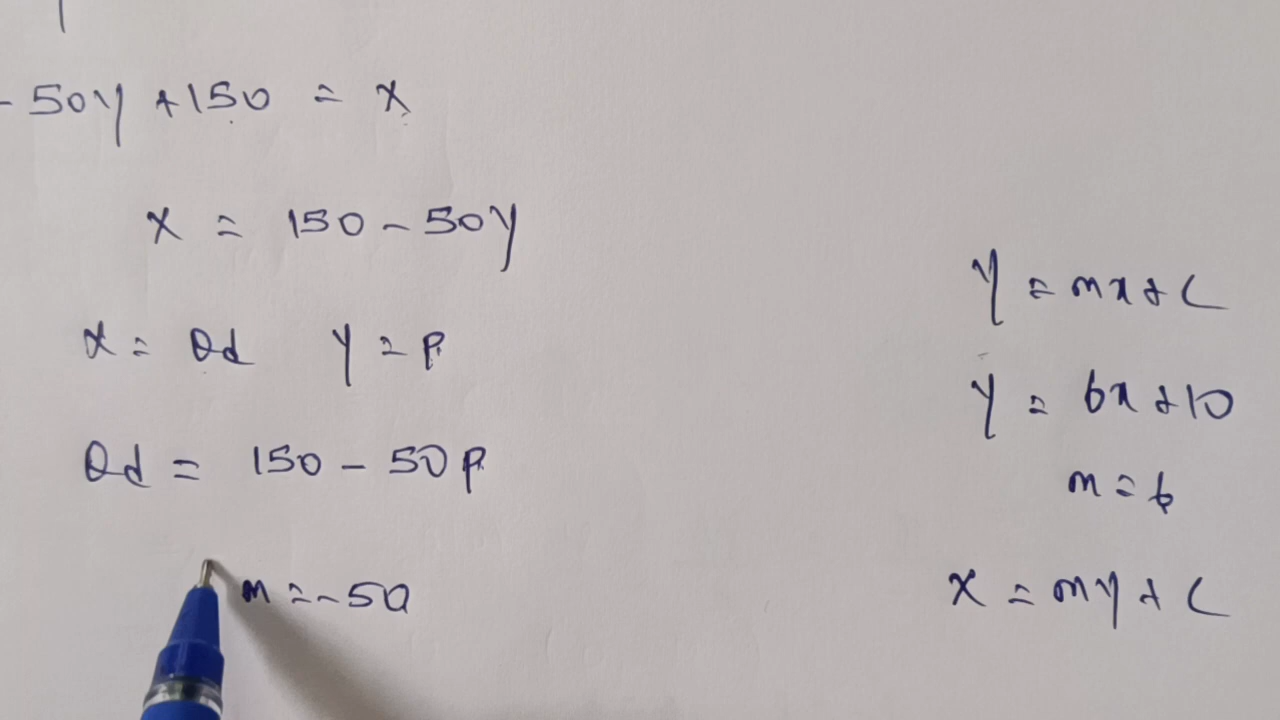 - 50y + 150 = x
x = 150 - 50y
x = Qd y = P
Qd = 150 - 50P
m = -50
y = mx + c
y = 6x + 10
m = 6
x = my + c